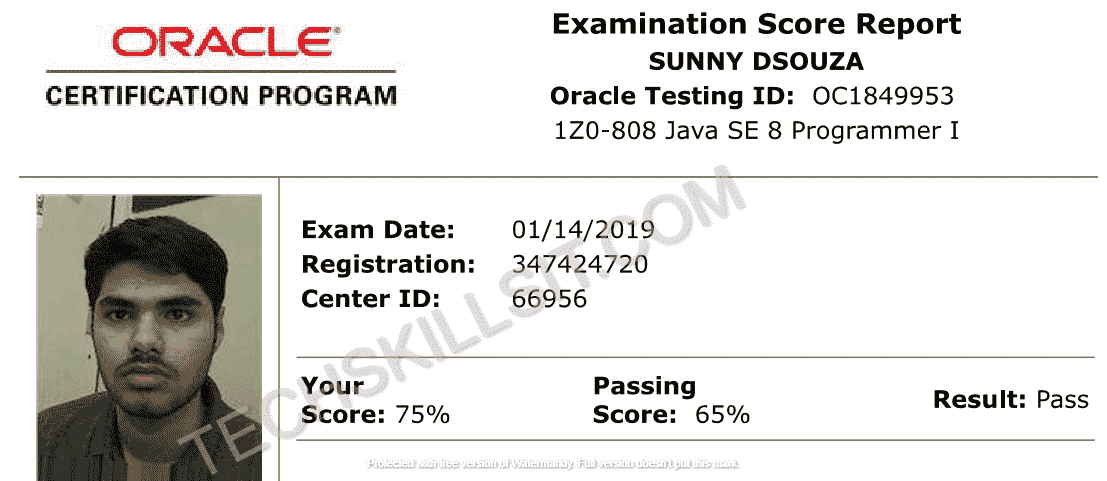 ORACLE
CERTIFICATION PROGRAM
Examination Score Report
SUNNY DSOUZA
Oracle Testing ID: OC1849953
1Z0-808 Java SE 8 Programmer I
Exam Date: 01/14/2019
Registration: 347424720
Center ID: 66956
Your Score: 75%
Passing Score: 65%
Result: Pass
TECHSKILLSIT.COM
Protected with free version of Watermarkly. Full version doesn't put this mark.